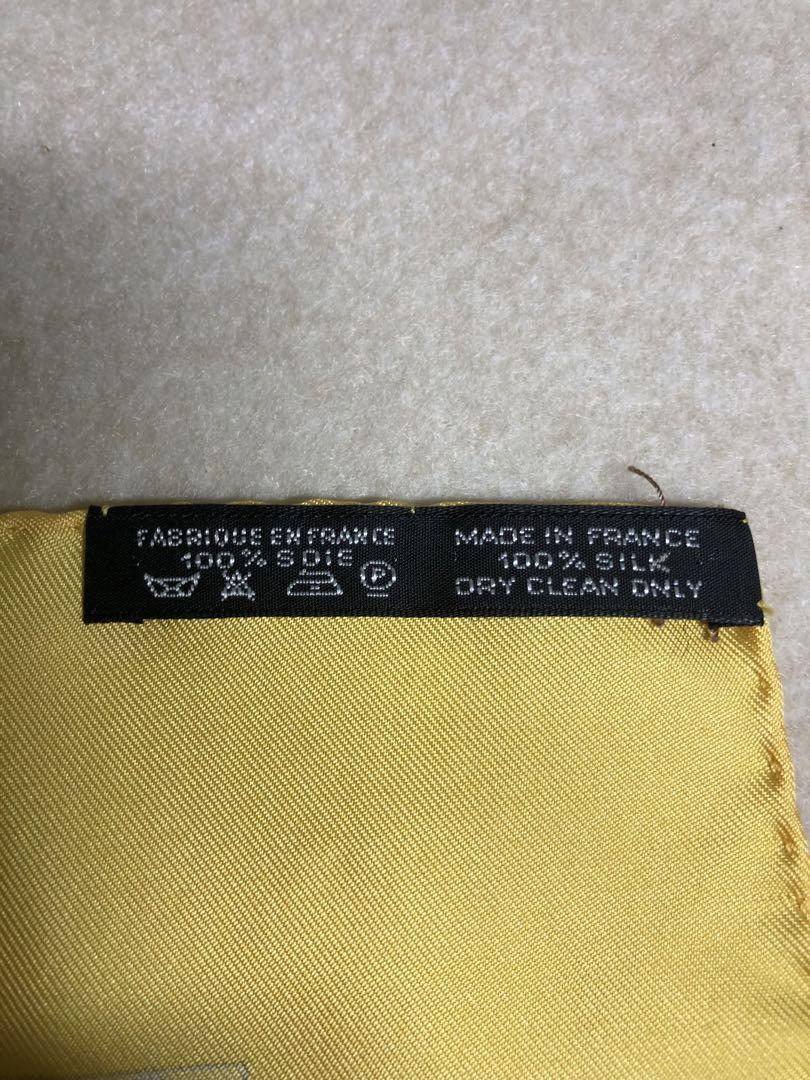 FABRIQUE EN FRANCE
100% SOIE
P
MADE IN FRANCE
100% SILK
DRY CLEAN ONLY